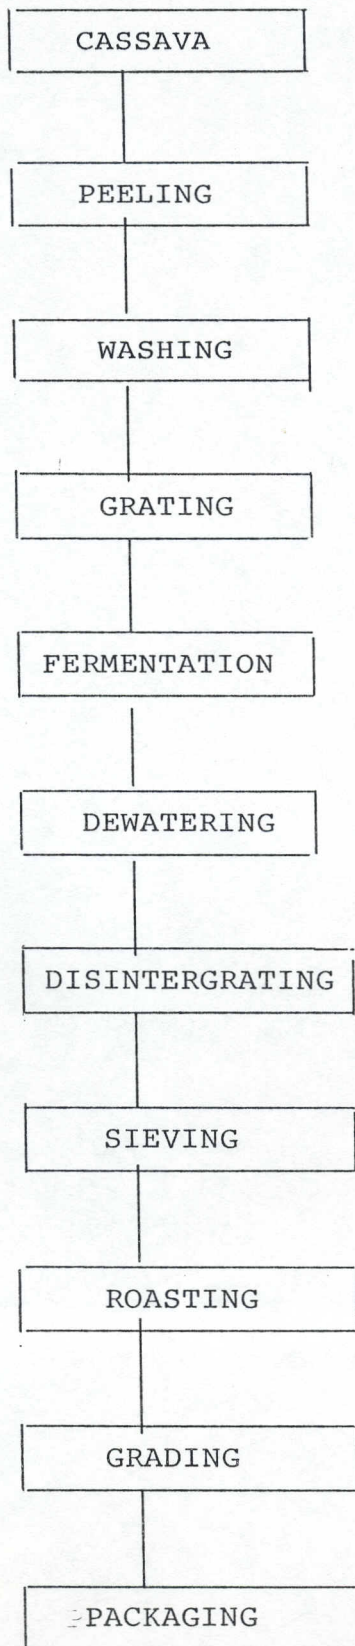 CASSAVA
PEELING
WASHING
GRATING
FERMENTATION
DEWATERING
DISINTERGRATING
SIEVING
ROASTING
GRADING
PACKAGING